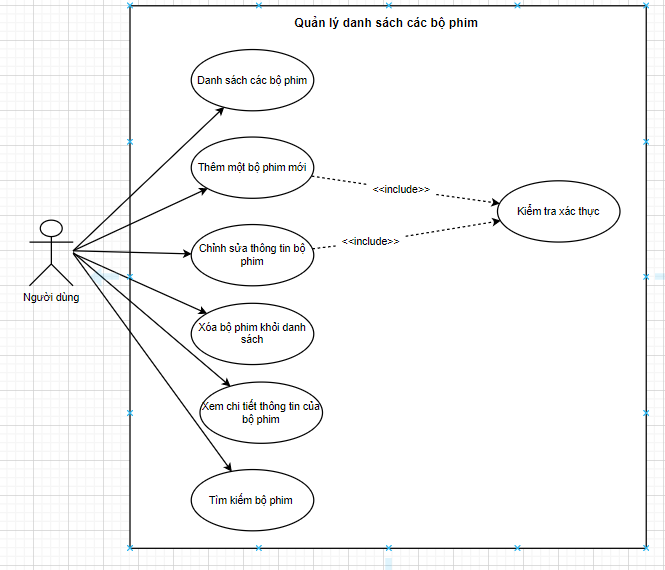 Quản lý danh sách các bộ phim
Danh sách các bộ phim
Thêm một bộ phim mới
<<include>>
Kiểm tra xác thực
Chỉnh sửa thông tin bộ
phim
<<include>>
Người dùng
Xóa bộ phim khỏi danh
sách
Xem chi tiết thông tin của
bộ phim
Tìm kiếm bộ phim